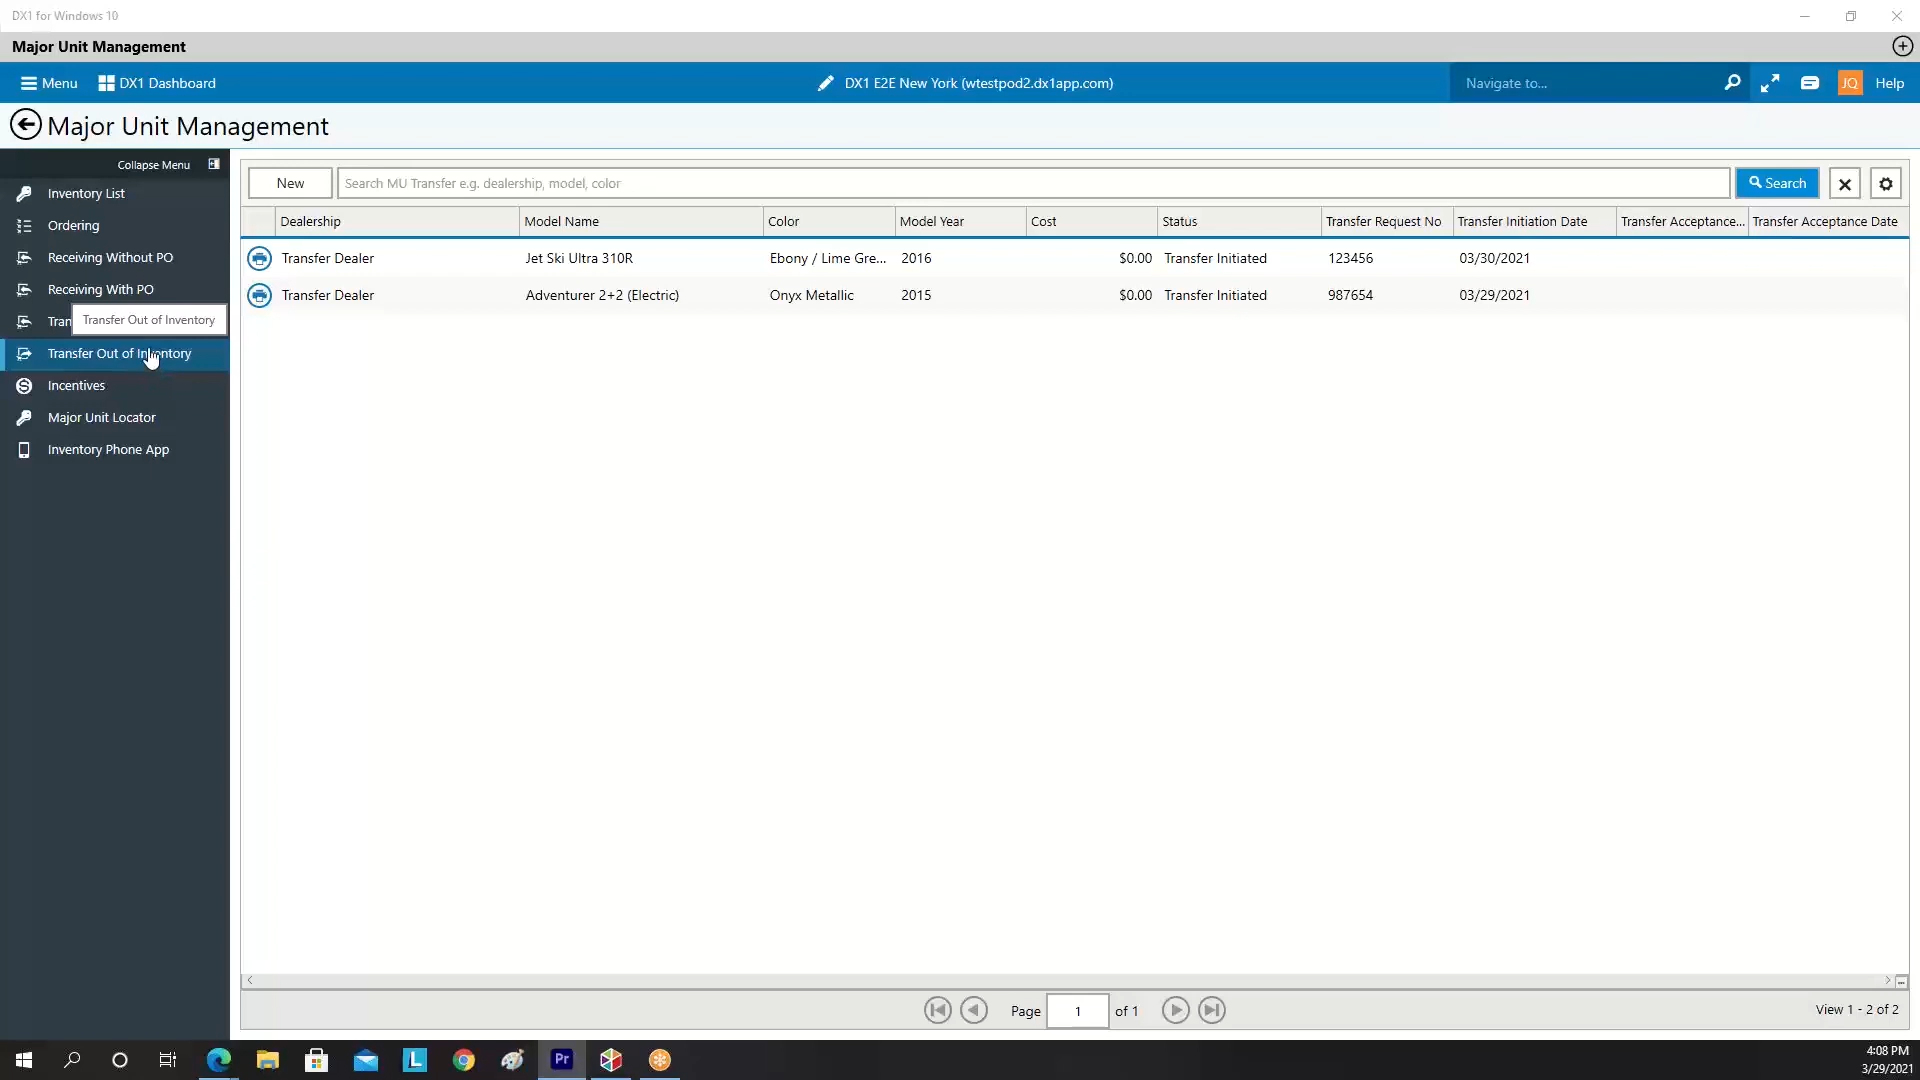 DX1 for Windows 10
Major Unit Management
Menu
DX1 Dashboard
DX1 E2E New York (wtestpod2.dx1app.com)
Navigate to...
JQ
Help
Major Unit Management
Collapse Menu
Inventory List
Ordering
Receiving Without PO
Receiving With PO
Tran
Transfer Out of Inventory
Transfer Out of Inventory
Incentives
Major Unit Locator
Inventory Phone App
New
Search MU Transfer e.g. dealership, model, color
Search
Dealership Model Name Color Model Year Cost Status Transfer Request No Transfer Initiation Date Transfer Acceptance... Transfer Acceptance Date
Transfer Dealer Jet Ski Ultra 310R Ebony / Lime Gre... 2016 $0.00 Transfer Initiated 123456 03/30/2021
Transfer Dealer Adventurer 2+2 (Electric) Onyx Metallic 2015 $0.00 Transfer Initiated 987654 03/29/2021
Page 1 of 1
View 1 - 2 of 2
L
Pr
4:08 PM
3/29/2021